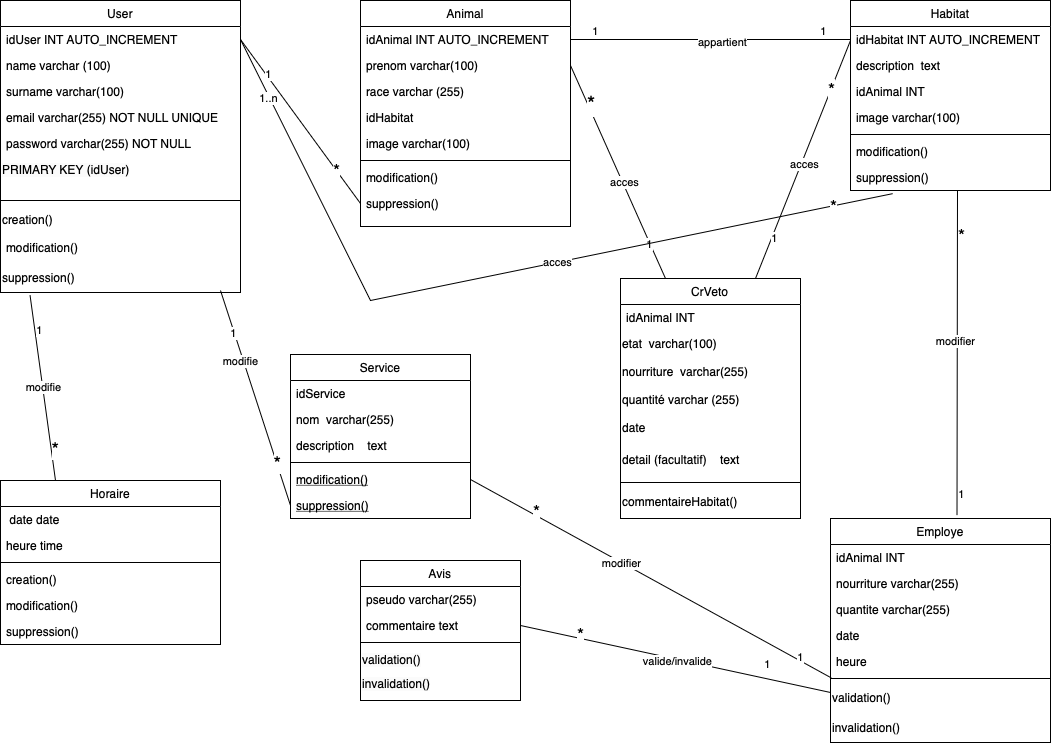 User
idUser INT AUTO_INCREMENT
name varchar (100)
surname varchar(100)
email varchar(255) NOT NULL UNIQUE
password varchar(255) NOT NULL
PRIMARY KEY (idUser)
creation()
modification()
suppression()
Animal
idAnimal INT AUTO_INCREMENT
prenom varchar(100)
race varchar (255)
idHabitat
image varchar(100)
modification()
suppression()
Habitat
idHabitat INT AUTO_INCREMENT
description text
idAnimal INT
image varchar(100)
modification()
suppression()
1
appartient
1
1
*
1..n
acces
*
*
acces
1
*
acces
1
*
modifier
1
1
modifie
*
1
modifie
*
CrVeto
idAnimal INT
etat varchar(100)
nourriture varchar(255)
quantité varchar (255)
date
detail (facultatif) text
commentaireHabitat()
Service
idService
nom varchar(255)
description text
modification()
suppression()
Horaire
date date
heure time
creation()
modification()
suppression()
*
modifier
1
Avis
pseudo varchar(255)
commentaire text
validation()
invalidation()
*
valide/invalide
1
Employe
idAnimal INT
nourriture varchar(255)
quantite varchar(255)
date
heure
validation()
invalidation()